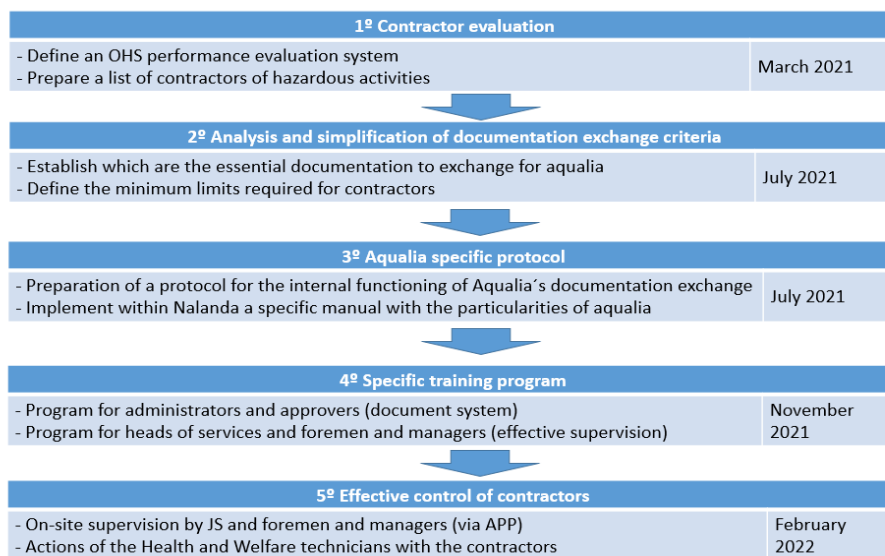 1º Contractor evaluation
- Define an OHS performance evaluation system
- Prepare a list of contractors of hazardous activities
March 2021
2º Analysis and simplification of documentation exchange criteria
- Establish which are the essential documentation to exchange for aqualia
- Define the minimum limits required for contractors
July 2021
3º Aqualia specific protocol
- Preparation of a protocol for the internal functioning of Aqualia´s documentation exchange
- Implement within Nalanda a specific manual with the particularities of aqualia
July 2021
4º Specific training program
- Program for administrators and approvers (document system)
- Program for heads of services and foremen and managers (effective supervision)
November
2021
5º Effective control of contractors
- On-site supervision by JS and foremen and managers (via APP)
- Actions of the Health and Welfare technicians with the contractors
February
2022